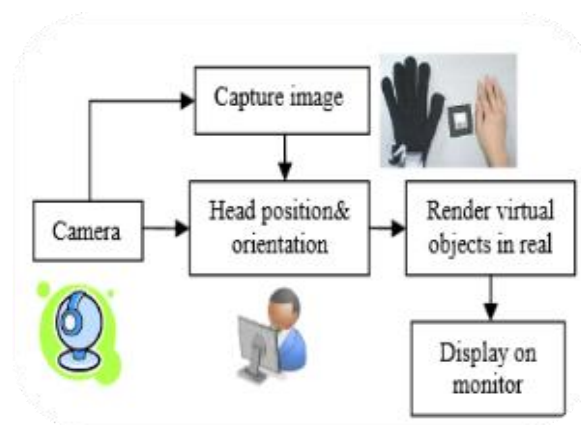 Capture image
Camera
Head position&
orientation
Render virtual
objects in real
Display on
monitor